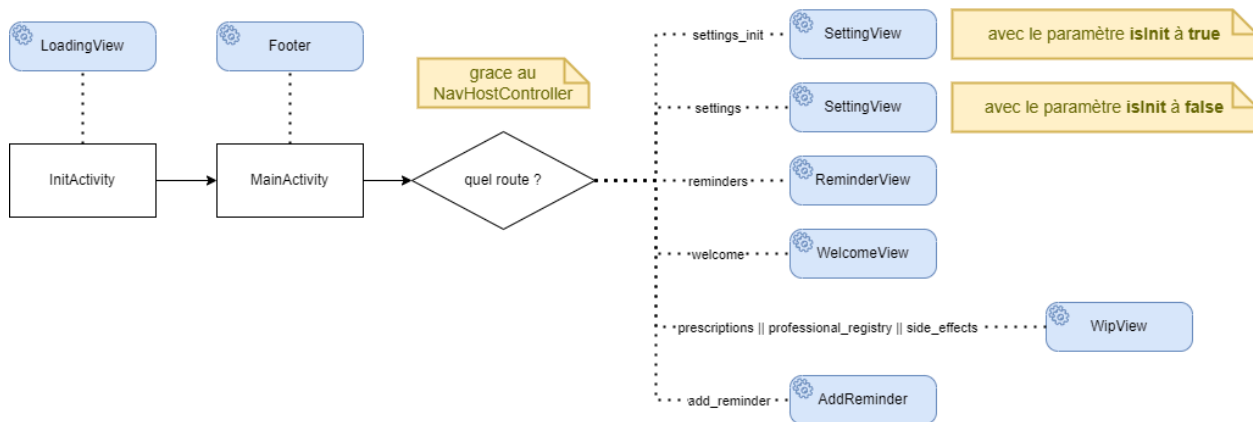 LoadingView
Footer
grace au
NavHostController
InitActivity
MainActivity
quel route ?
settings_init
SettingView
avec le paramètre isInit à true
settings
SettingView
avec le paramètre isInit à false
reminders
ReminderView
welcome
WelcomeView
prescriptions || professional_registry || side_effects
WipView
add_reminder
AddReminder